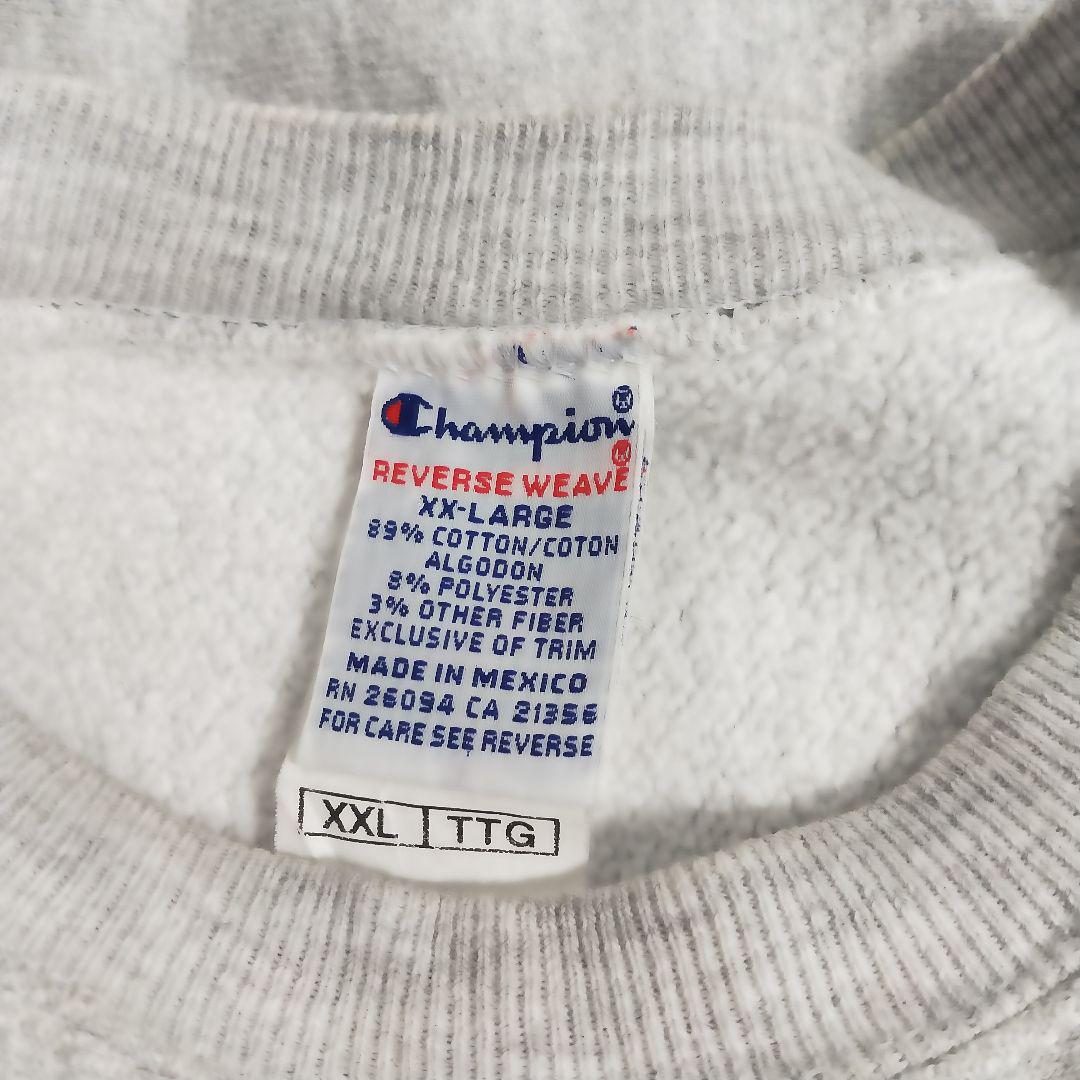 Champion
REVERSE WEAVE
XX-LARGE
89% COTTON/COTON
ALGODON
8% POLYESTER
3% OTHER FIBER
EXCLUSIVE OF TRIM
MADE IN MEXICO
RN 26094 CA 21356
FOR CARE SEE REVERSE
XXL TTG